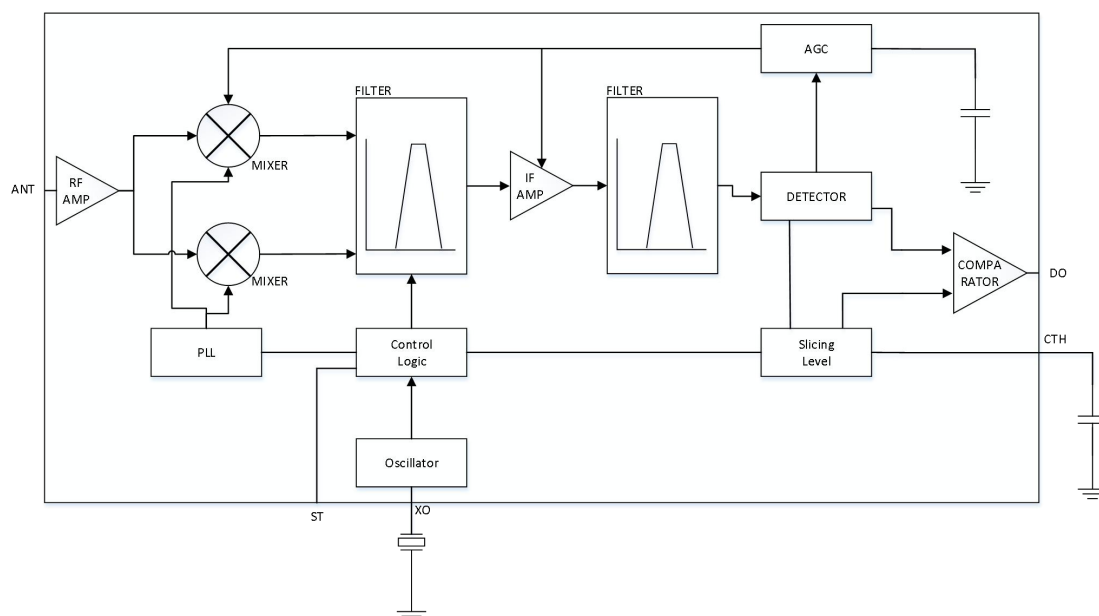 AGC
FILTER
FILTER
MIXER
ANT
RF
AMP
IF
AMP
DETECTOR
MIXER
COMPA
RATOR
DO
PLL
Control
Logic
Slicing
Level
CTH
Oscillator
ST
XO